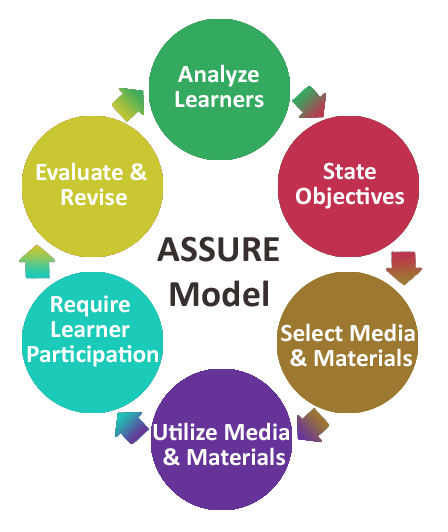 Analyze
Learners
State
Objectives
Select Media
& Materials
Utilize Media
& Materials
Require
Learner
Participation
Evaluate &
Revise
ASSURE
Model